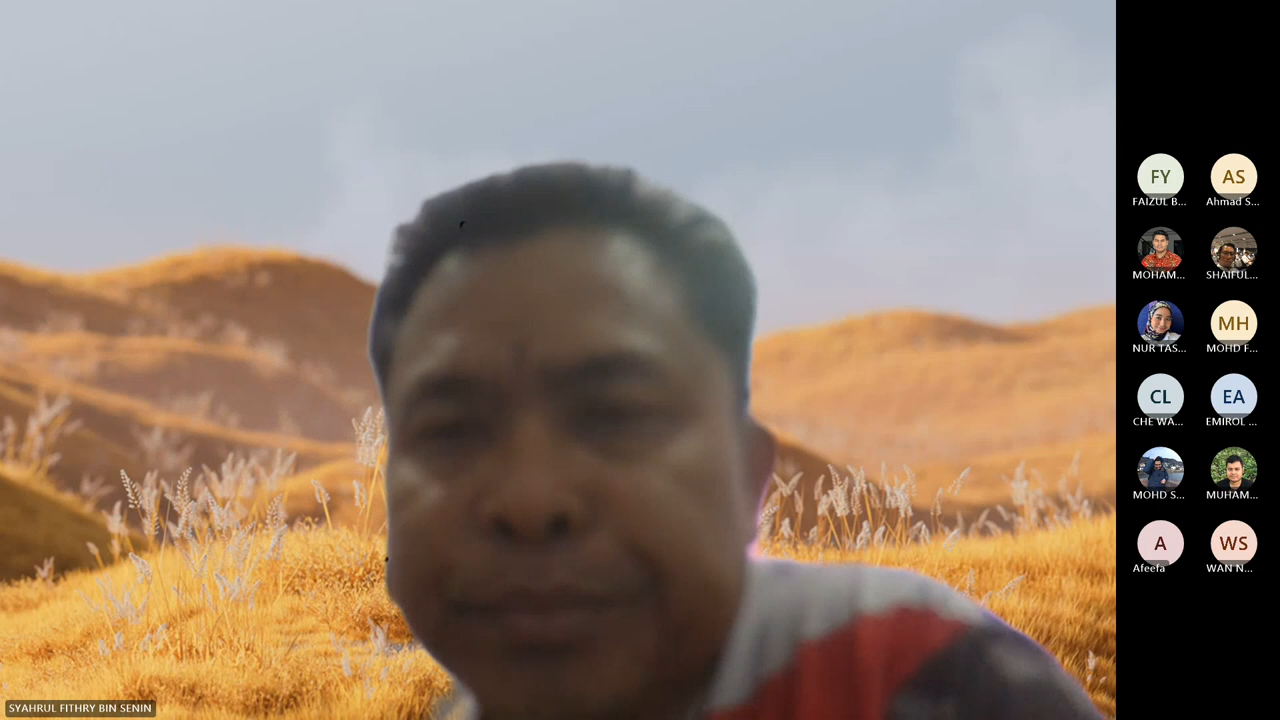 FY AS
FAIZUL B... Ahmad S...
MOHAM... SHAIFUL...
MH
NUR TAS... MOHD F...
CL EA
CHE WA... EMIROL ...
MOHD S... MUHAM...
A WS
Afeefa WAN N...
SYAHRUL FITHRY BIN SENIN